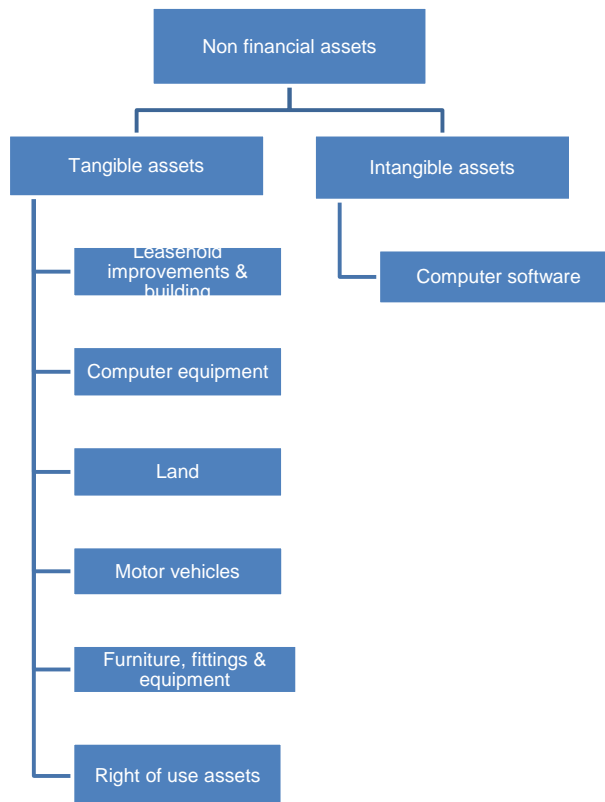 Non financial assets
Tangible assets
Intangible assets
Leasehold
improvements &
building
Computer software
Computer equipment
Land
Motor vehicles
Furniture, fittings &
equipment
Right of use assets